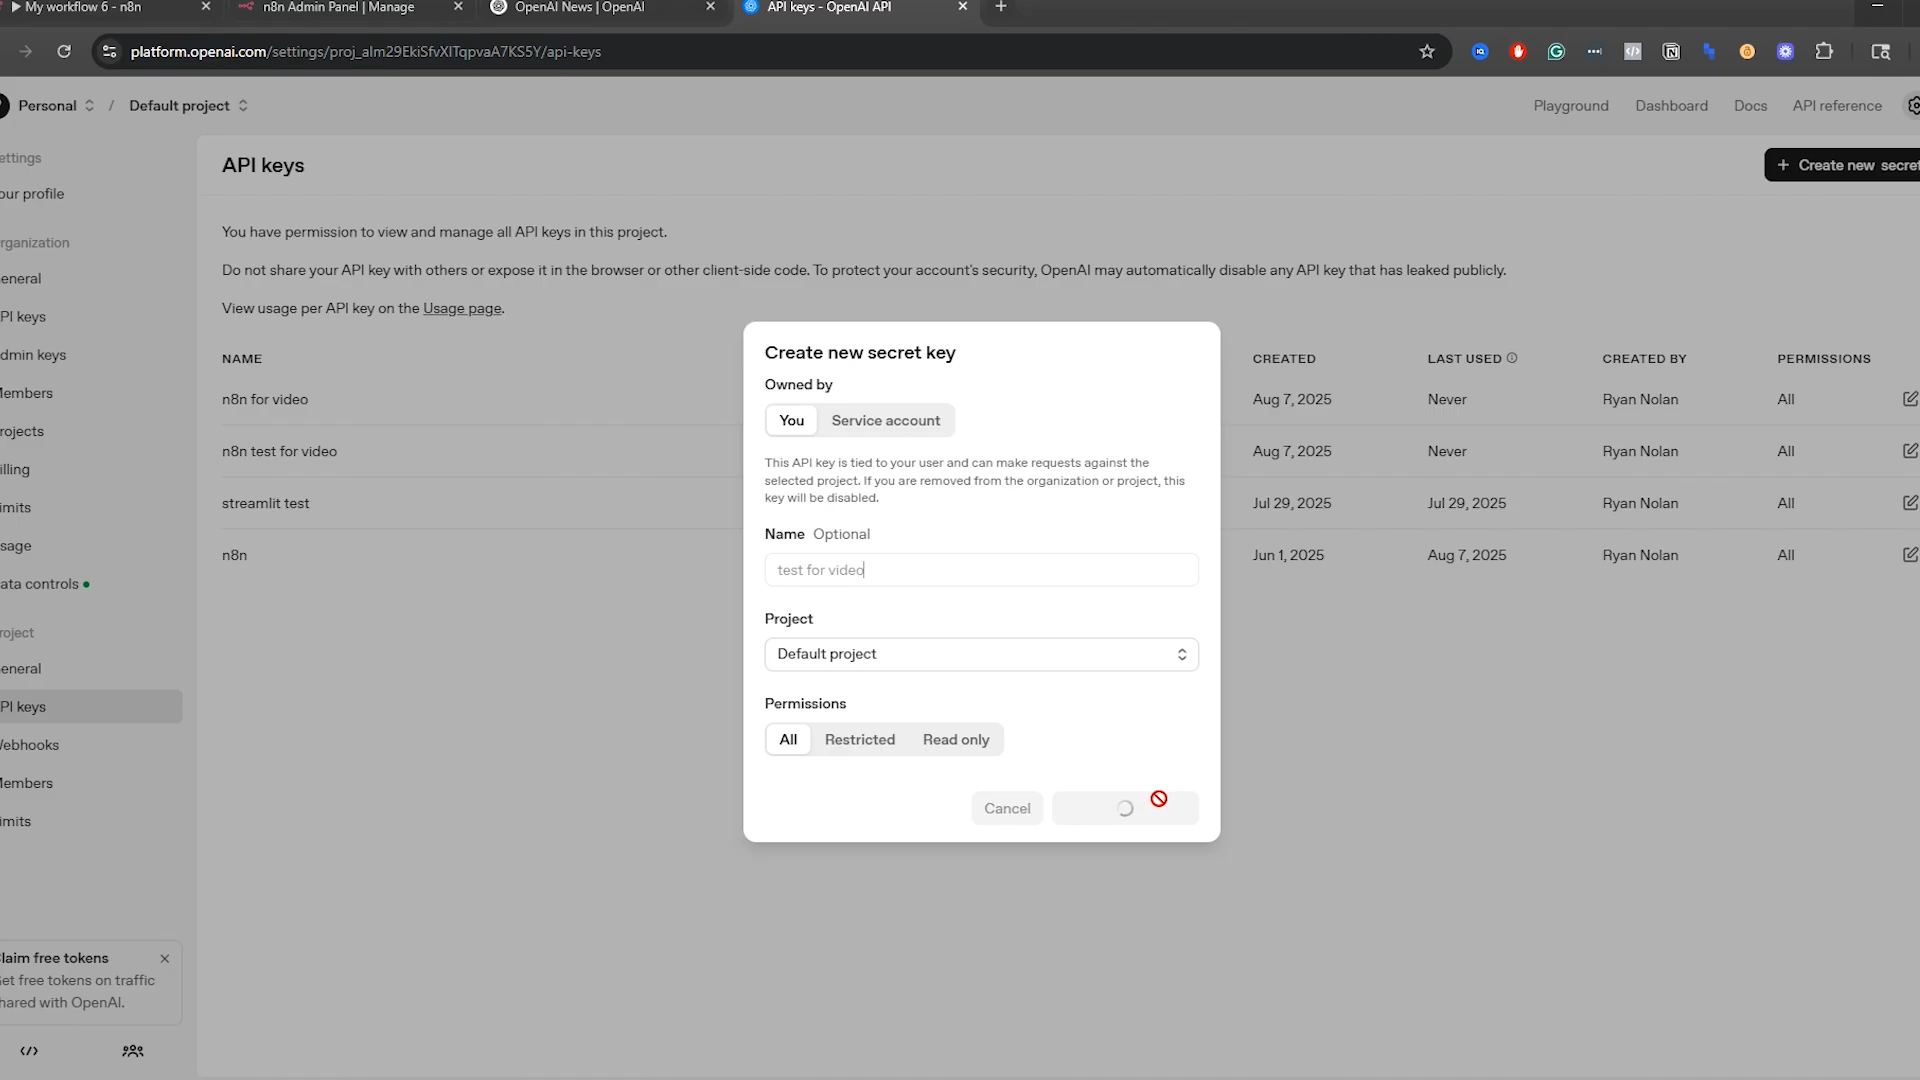 My workflow 6 - n8n
n8n Admin Panel | Manage
OpenAI News | OpenAI
API keys - OpenAI API
platform.openai.com/settings/proj_alm29EkiSfvXITqpvaA7KS5Y/api-keys
Personal / Default project
Playground
Dashboard
Docs
API reference
ettings
our profile
rganization
eneral
PI keys
dmin keys
Members
rojects
illing
imits
sage
ata controls
roject
eneral
PI keys
Webhooks
Members
imits
laim free tokens
et free tokens on traffic
hared with OpenAI.
API keys
+ Create new secret
You have permission to view and manage all API keys in this project.
Do not share your API key with others or expose it in the browser or other client-side code. To protect your account's security, OpenAI may automatically disable any API key that has leaked publicly.
View usage per API key on the Usage page.
NAME CREATED LAST USED CREATED BY PERMISSIONS
n8n for video Aug 7, 2025 Never Ryan Nolan All
n8n test for video Aug 7, 2025 Never Ryan Nolan All
streamlit test Jul 29, 2025 Jul 29, 2025 Ryan Nolan All
n8n Jun 1, 2025 Aug 7, 2025 Ryan Nolan All
Create new secret key
Owned by
You Service account
This API key is tied to your user and can make requests against the
selected project. If you are removed from the organization or project, this
key will be disabled.
Name Optional
test for video
Project
Default project
Permissions
All Restricted Read only
Cancel